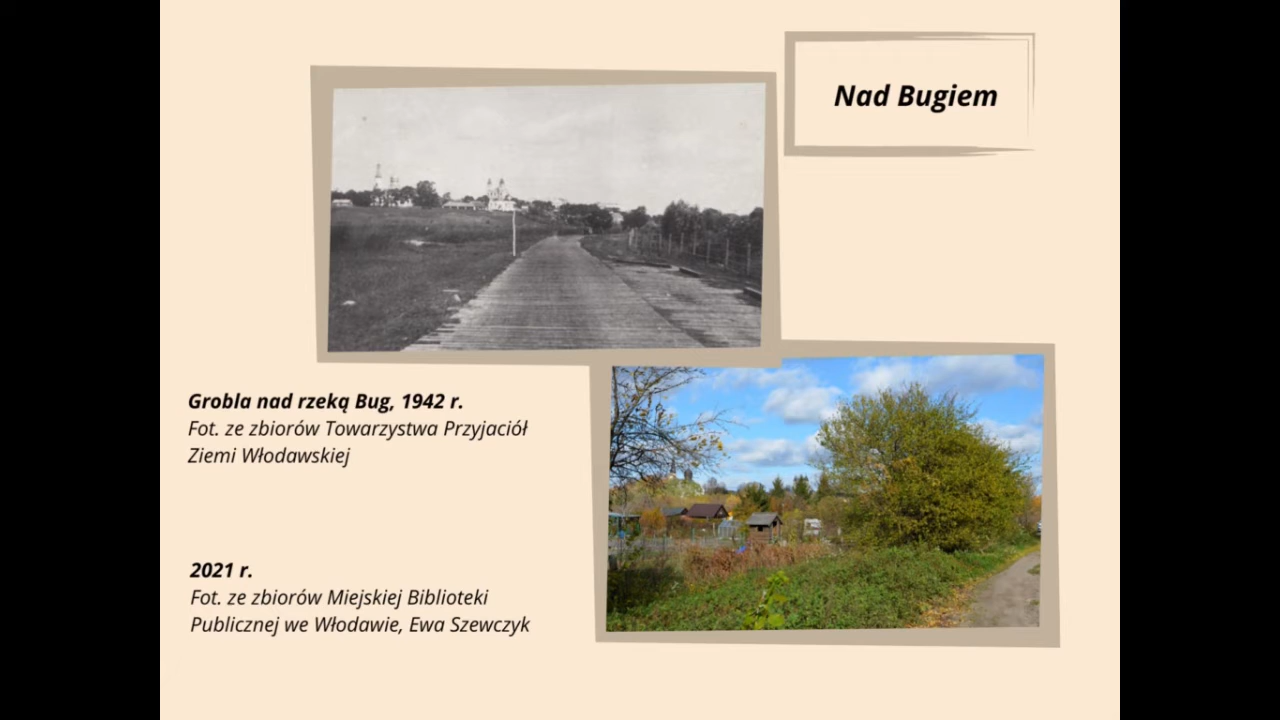 Nad Bugiem
Grobla nad rzeką Bug, 1942 r.
Fot. ze zbiorów Towarzystwa Przyjaciół
Ziemi Włodawskiej
2021 r.
Fot. ze zbiorów Miejskiej Biblioteki
Publicznej we Włodawie, Ewa Szewczyk